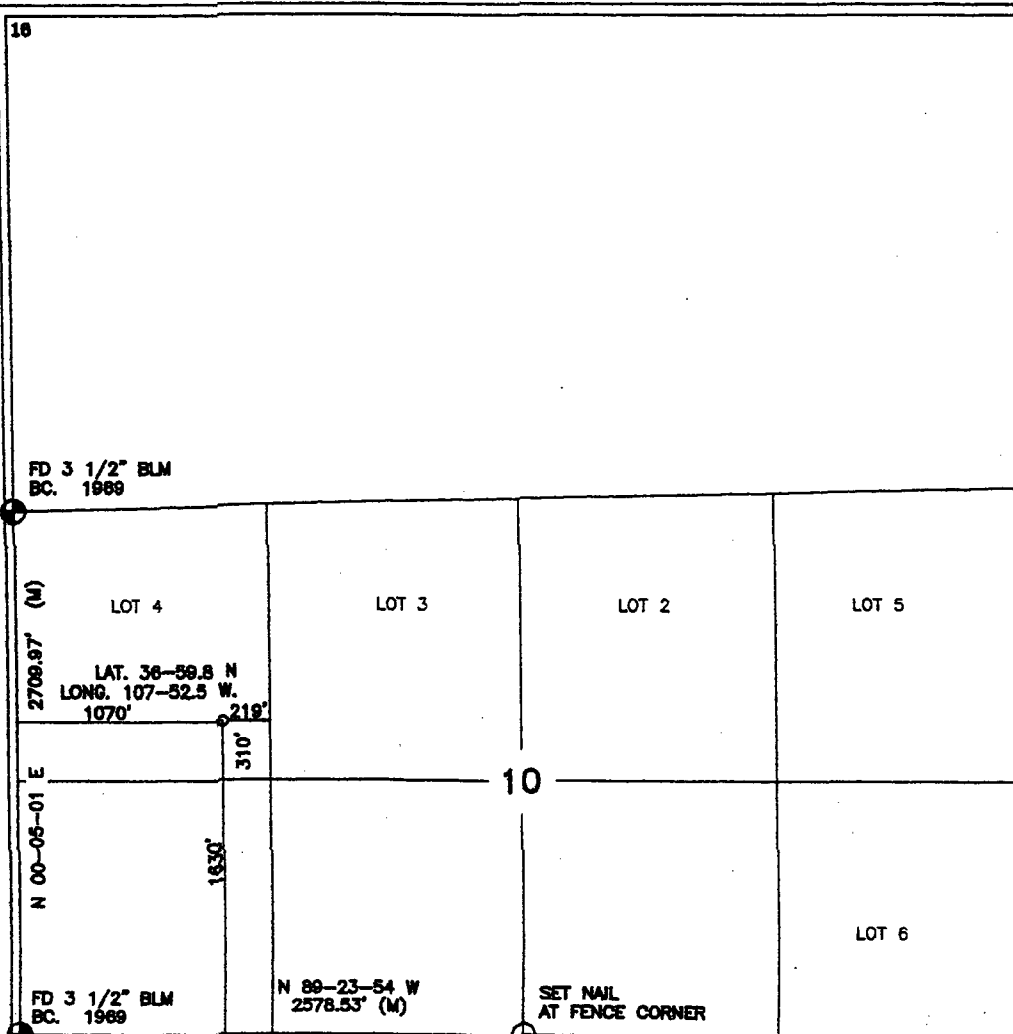 16
FD 3 1/2" BLM
BC. 1969
2709.97' (M)
LOT 4
LOT 3
LOT 2
LOT 5
LAT. 36-59.8 N
LONG. 107-52.5 W.
1070'
219'
310'
10
N 00-05-01 E
1630'
LOT 6
FD 3 1/2" BLM
BC. 1969
N 89-23-54 W
2578.53' (M)
SET NAIL
AT FENCE CORNER